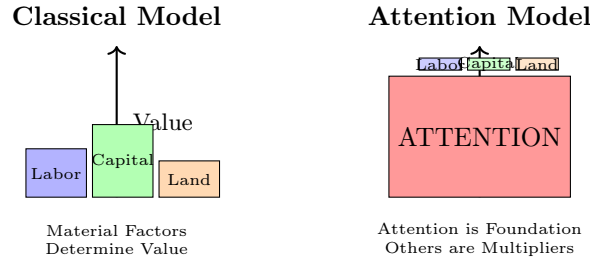 Classical Model
Value
Labor
Capital
Land
Material Factors
Determine Value
Attention Model
Labor
Capital
Land
ATTENTION
Attention is Foundation
Others are Multipliers